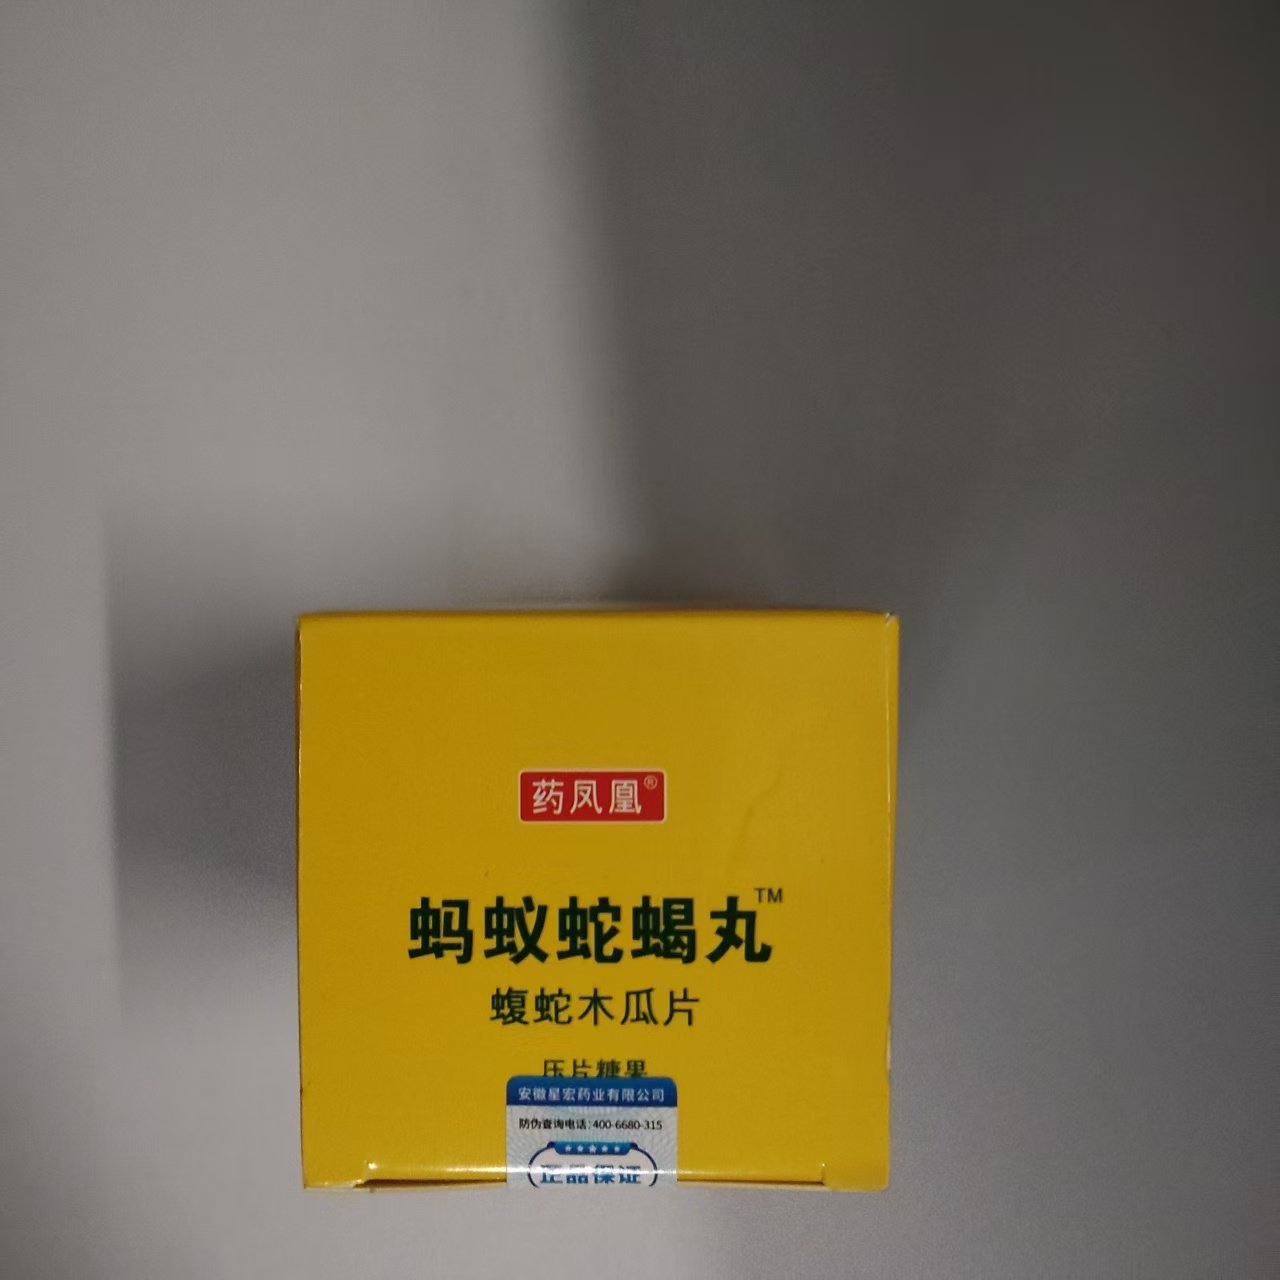 药凤凰®
蚂蚁蛇蝎丸™
蝮蛇木瓜片
压片糖果
安徽星宏药业有限公司
防伪查询电话:400-6680-315
正品保证